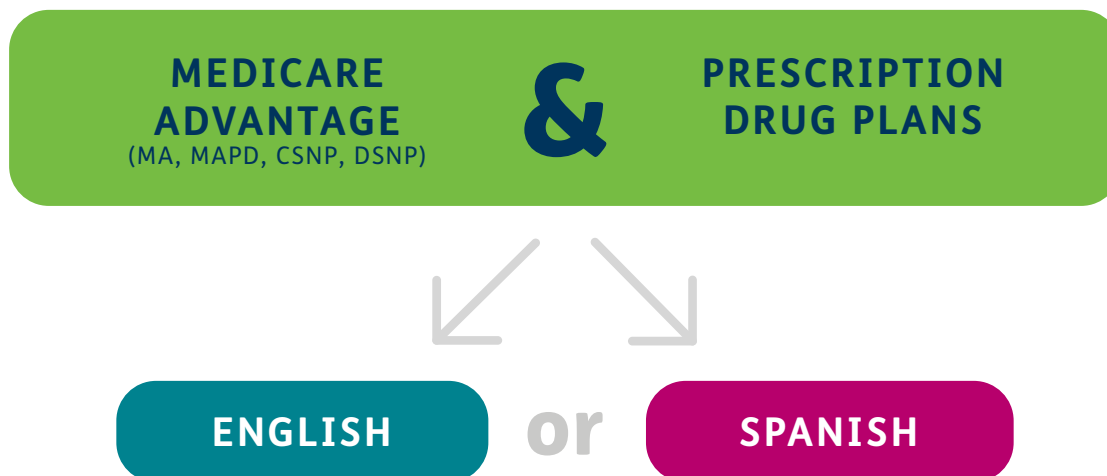 MEDICARE
ADVANTAGE
(MA, MAPD, CSNP, DSNP)
&
PRESCRIPTION
DRUG PLANS
ENGLISH
or
SPANISH